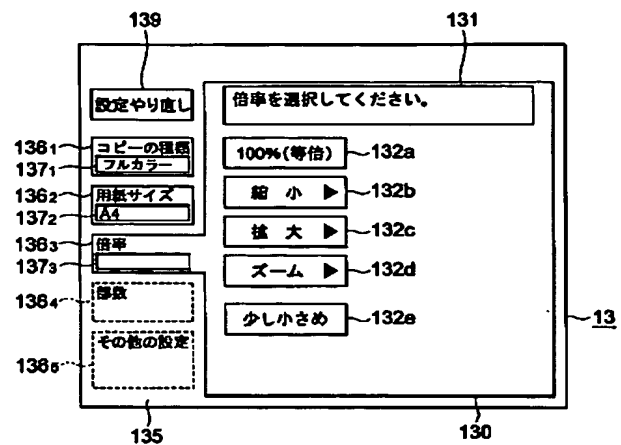 139
131
設定やり直し
倍率を選択してください。
136₁
コピーの種類
137₁
フルカラー
100%(等倍)
132a
136₂
用紙サイズ
137₂
A4
縮 小 ▶
132b
136₃
倍率
137₃
拡 大 ▶
132c
ズーム ▶
132d
136₄
部数
少し小さめ
132e
136₅
その他の設定
13
135
130